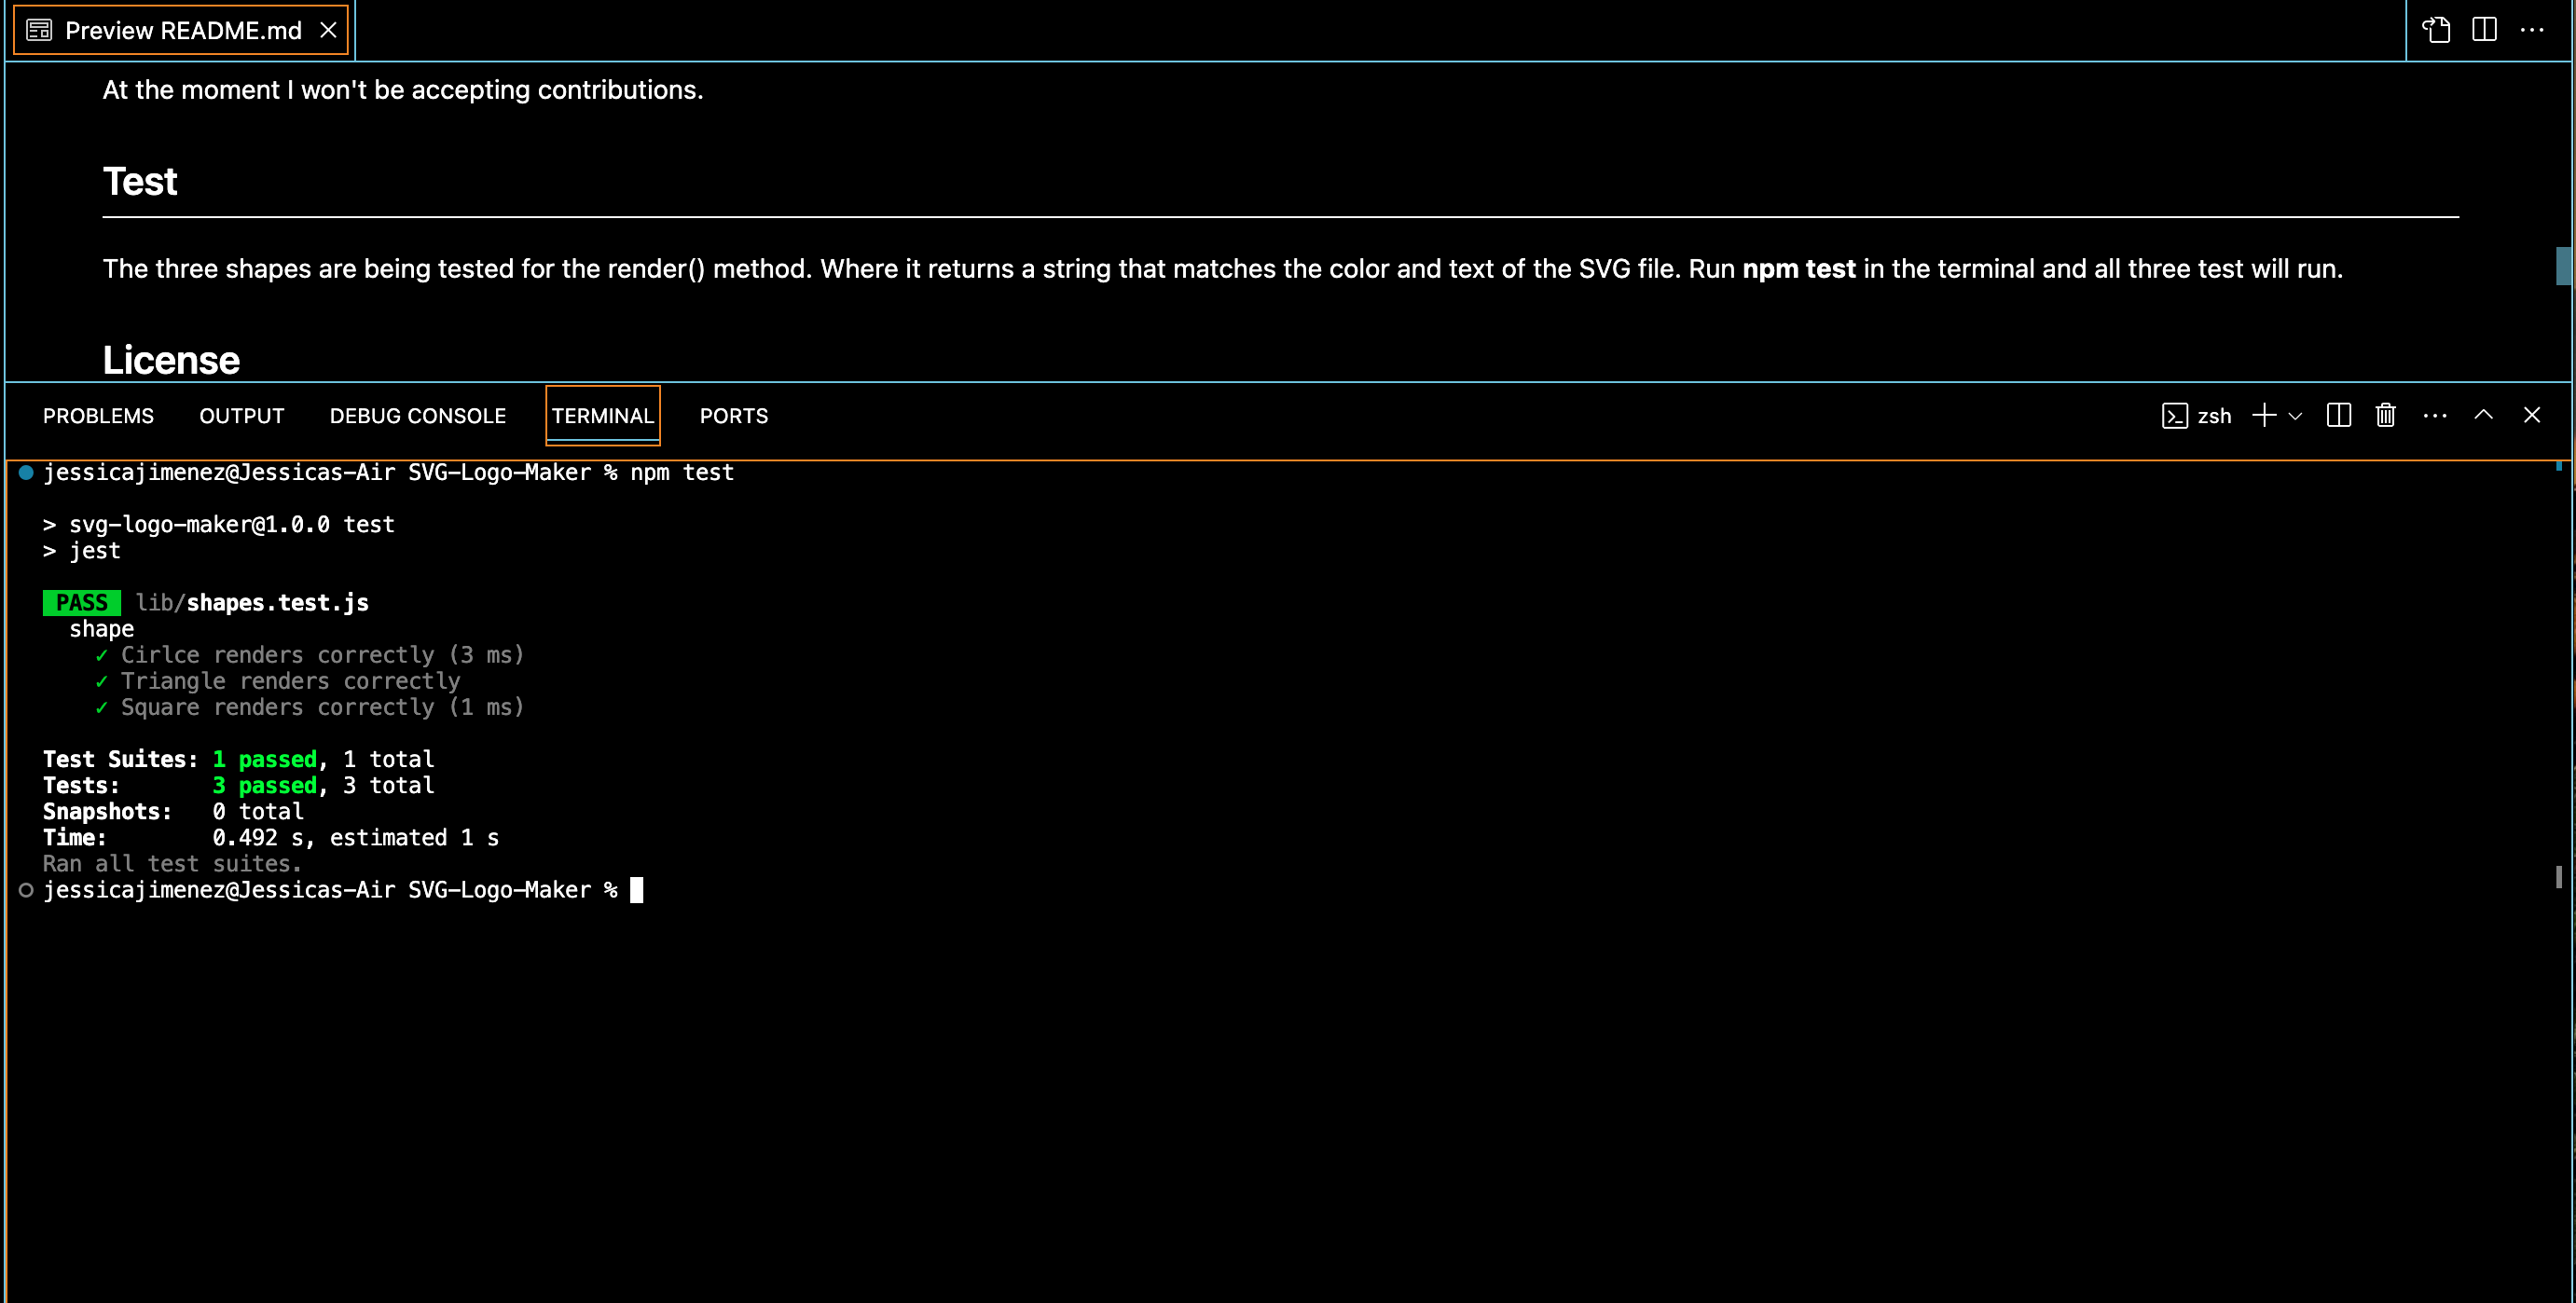 Preview README.md
At the moment I won't be accepting contributions.
Test
The three shapes are being tested for the render() method. Where it returns a string that matches the color and text of the SVG file. Run npm test in the terminal and all three test will run.
License
PROBLEMS OUTPUT DEBUG CONSOLE TERMINAL PORTS zsh
jessicajimenez@Jessicas-Air SVG-Logo-Maker % npm test
> svg-logo-maker@1.0.0 test
> jest
PASS lib/shapes.test.js
shape
✓ Cirlce renders correctly (3 ms)
✓ Triangle renders correctly
✓ Square renders correctly (1 ms)
Test Suites: 1 passed, 1 total
Tests: 3 passed, 3 total
Snapshots: 0 total
Time: 0.492 s, estimated 1 s
Ran all test suites.
jessicajimenez@Jessicas-Air SVG-Logo-Maker %